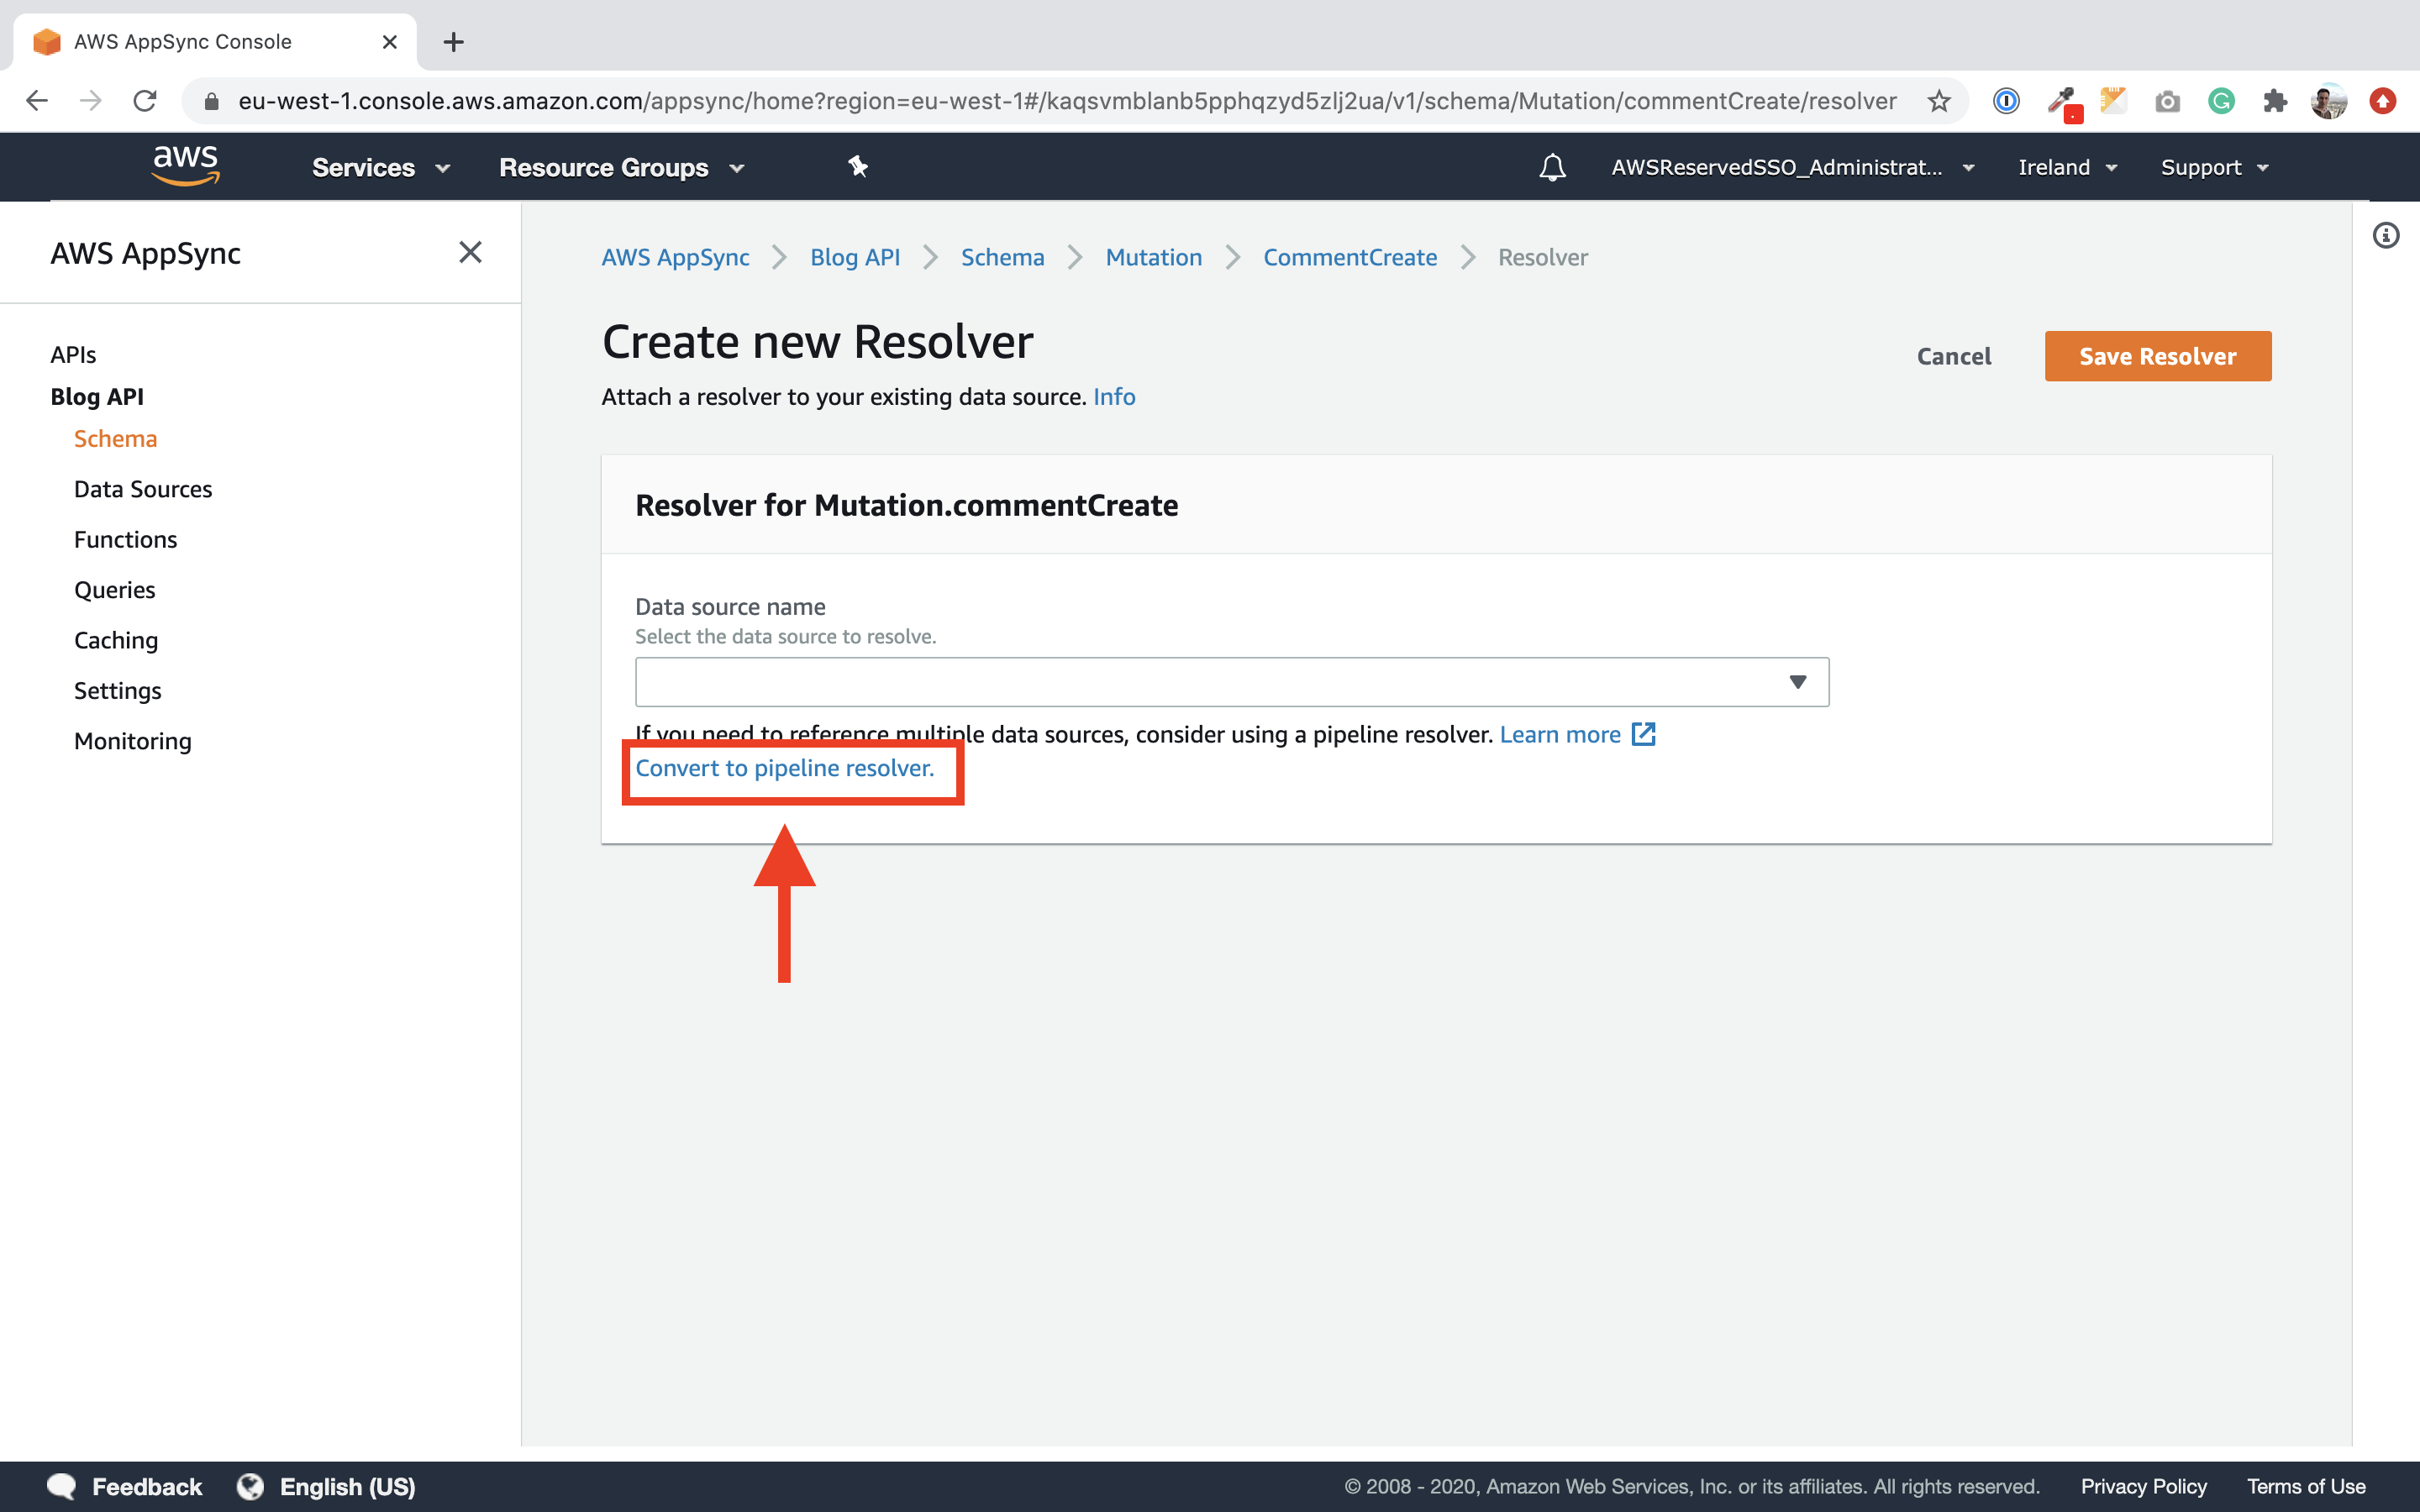 AWS AppSync Console
eu-west-1.console.aws.amazon.com/appsync/home?region=eu-west-1#/kaqsvmblanb5pphqzyd5zlj2ua/v1/schema/Mutation/commentCreate/resolver
aws
Services
Resource Groups
AWSReservedSSO_Administrat...
Ireland
Support
AWS AppSync
APIs
Blog API
Schema
Data Sources
Functions
Queries
Caching
Settings
Monitoring
AWS AppSync
Blog API
Schema
Mutation
CommentCreate
Resolver
Create new Resolver
Cancel
Save Resolver
Attach a resolver to your existing data source. Info
Resolver for Mutation.commentCreate
Data source name
Select the data source to resolve.
If you need to reference multiple data sources, consider using a pipeline resolver. Learn more
Convert to pipeline resolver.
Feedback
English (US)
© 2008 - 2020, Amazon Web Services, Inc. or its affiliates. All rights reserved.
Privacy Policy
Terms of Use